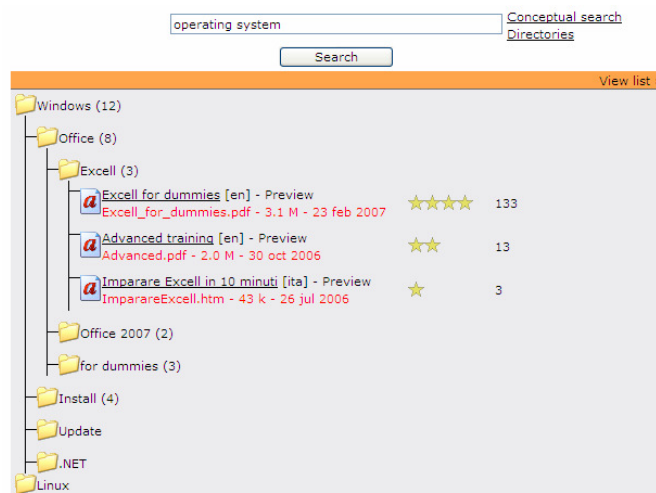 operating system
Conceptual search
Directories
Search
View list
Windows (12)
Office (8)
Excell (3)
Excell for dummies [en] - Preview
Excell_for_dummies.pdf - 3.1 M - 23 feb 2007
133
Advanced training [en] - Preview
Advanced.pdf - 2.0 M - 30 oct 2006
13
Imparare Excell in 10 minuti [ita] - Preview
ImparareExcell.htm - 43 k - 26 jul 2006
3
Office 2007 (2)
for dummies (3)
Install (4)
Update
.NET
Linux